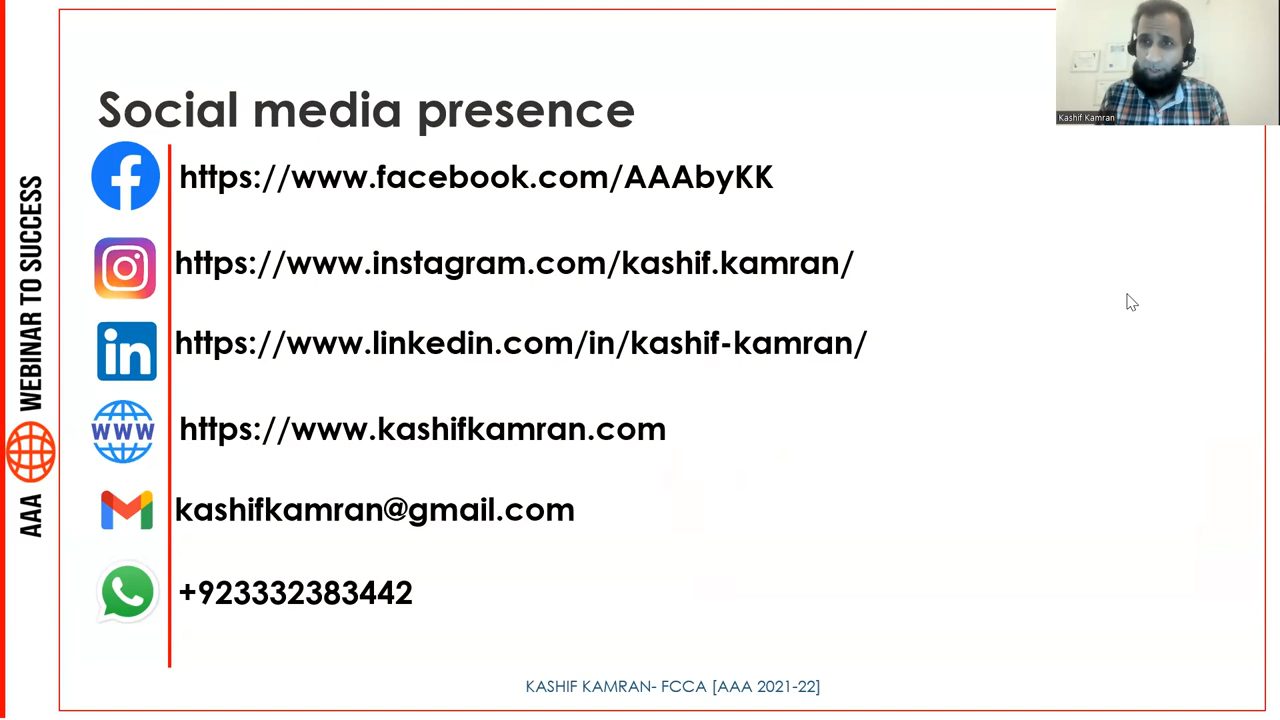 Social media presence
https://www.facebook.com/AAAbyKK
https://www.instagram.com/kashif.kamran/
in
https://www.linkedin.com/in/kashif-kamran/
WWW
https://www.kashifkamran.com
kashifkamran@gmail.com
+923332383442
KASHIF KAMRAN- FCCA [AAA 2021-22]
AAA WEBINAR TO SUCCESS
Kashif Kamran